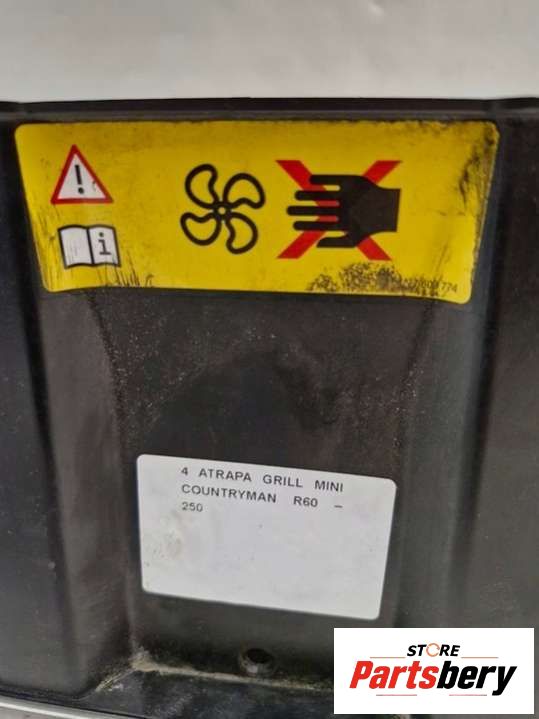 4 ATRAPA GRILL MINI
COUNTRYMAN R60 –
250
STORE
Partsbery